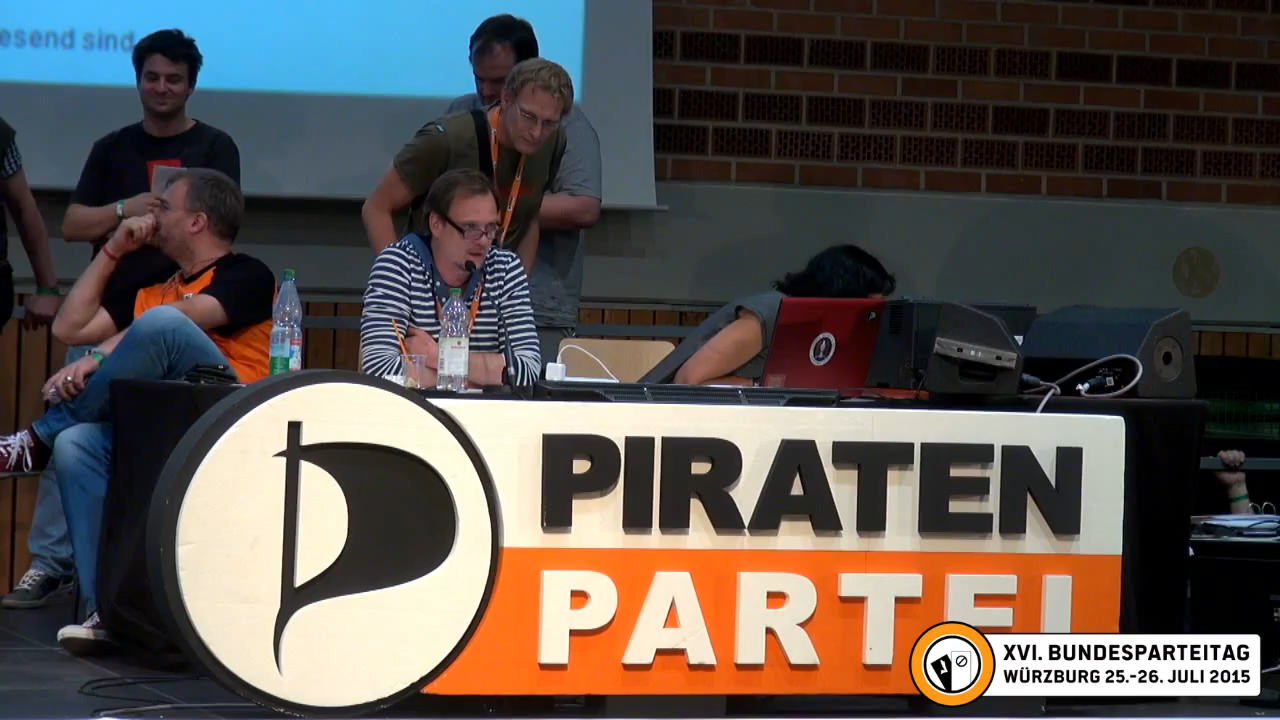 esend sind
PIRATEN
PARTEI
XVI. BUNDESPARTEITAG
WÜRZBURG 25.-26. JULI 2015